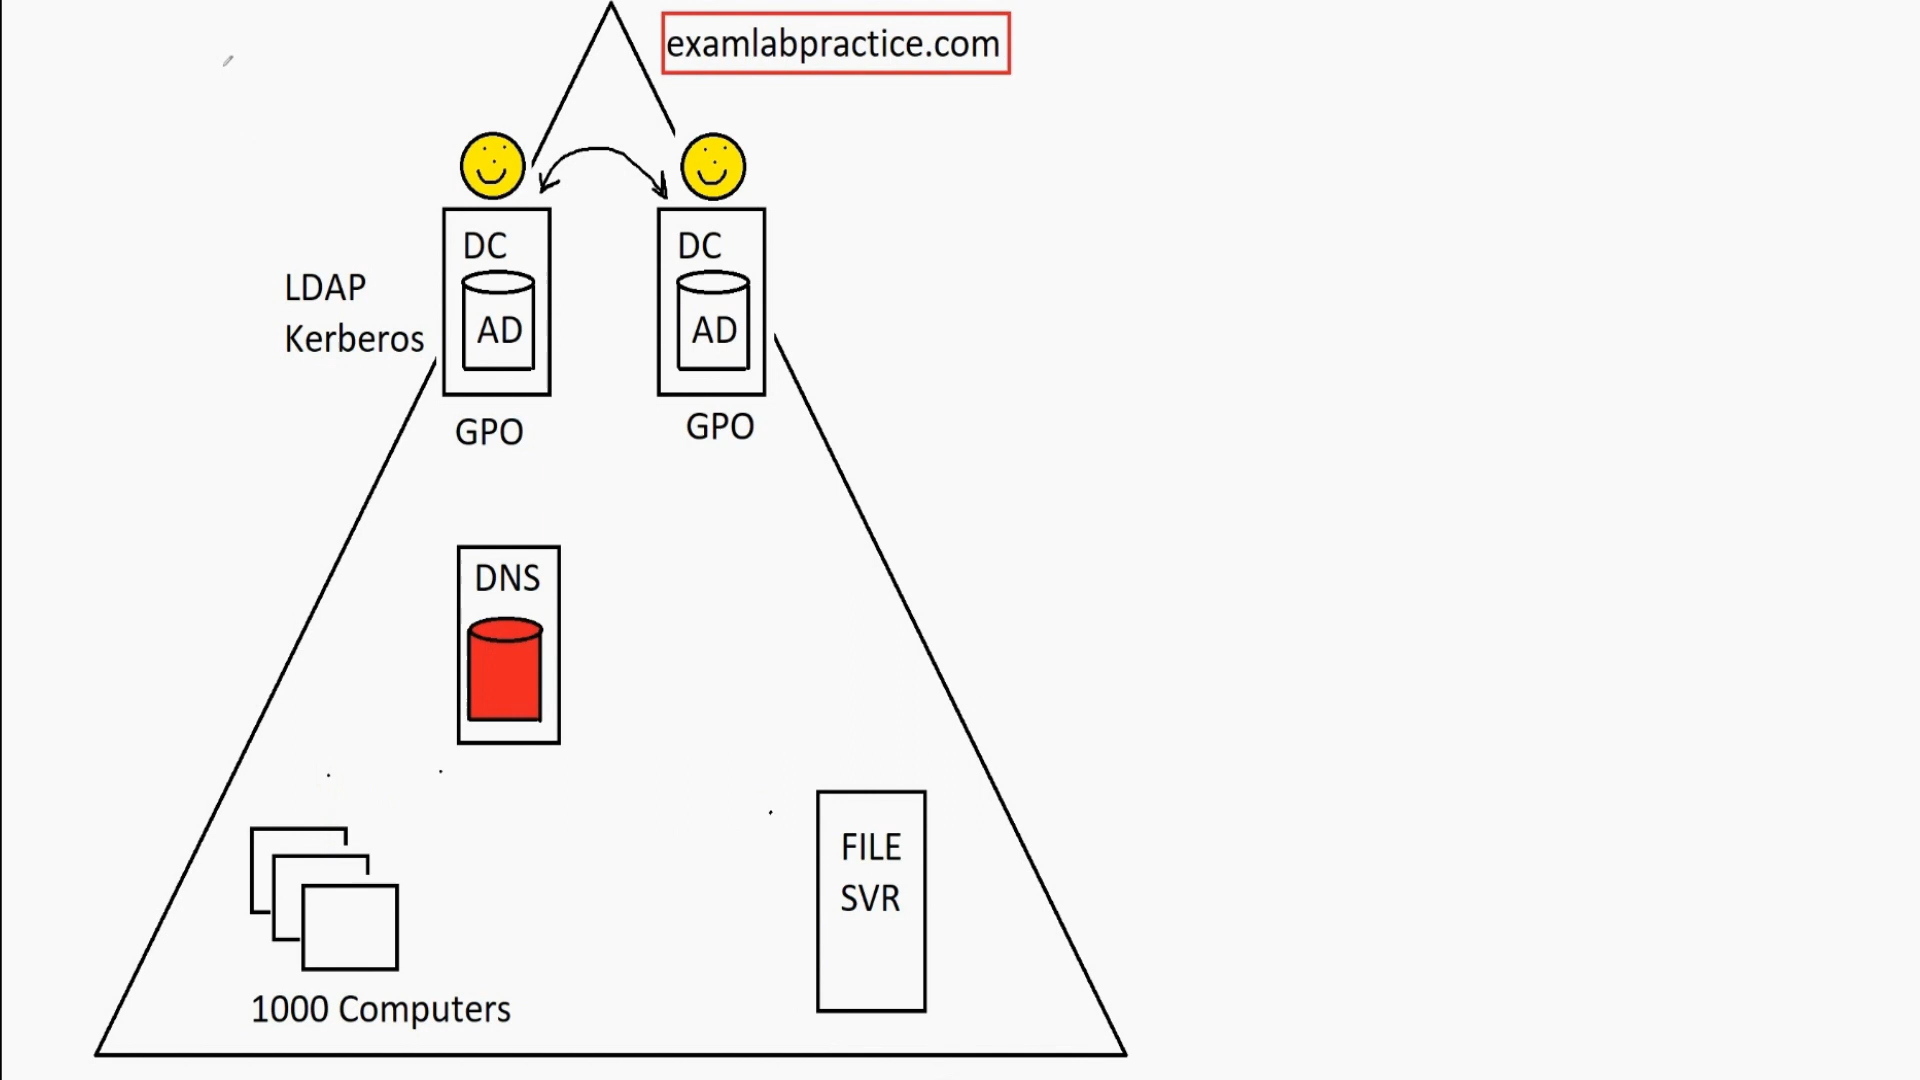 examlabpractice.com
DC
DC
LDAP
Kerberos
AD
AD
GPO
GPO
DNS
FILE
SVR
1000 Computers